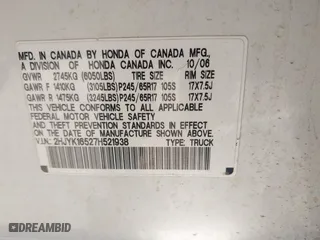 MFD. IN CANADA BY HONDA OF CANADA MFG.,
A DIVISION OF HONDA CANADA INC. 10/06
GVWR 2745KG (6050LBS) TIRE SIZE RIM SIZE
GAWR F 1410KG (3105LBS) P245/65R17 105S 17X7.5J
GAWR R 1475KG (3245LBS) P245/65R17 105S 17X7.5J
THIS VEHICLE CONFORMS TO ALL APPLICABLE
FEDERAL MOTOR VEHICLE SAFETY AND
THEFT PREVENTION STANDARDS IN EFFECT ON
THE DATE OF MANUFACTURE SHOWN ABOVE.
V.I.N.: 2HJYK16527H521938 TYPE: TRUCK
DEALERHISTORY.COM